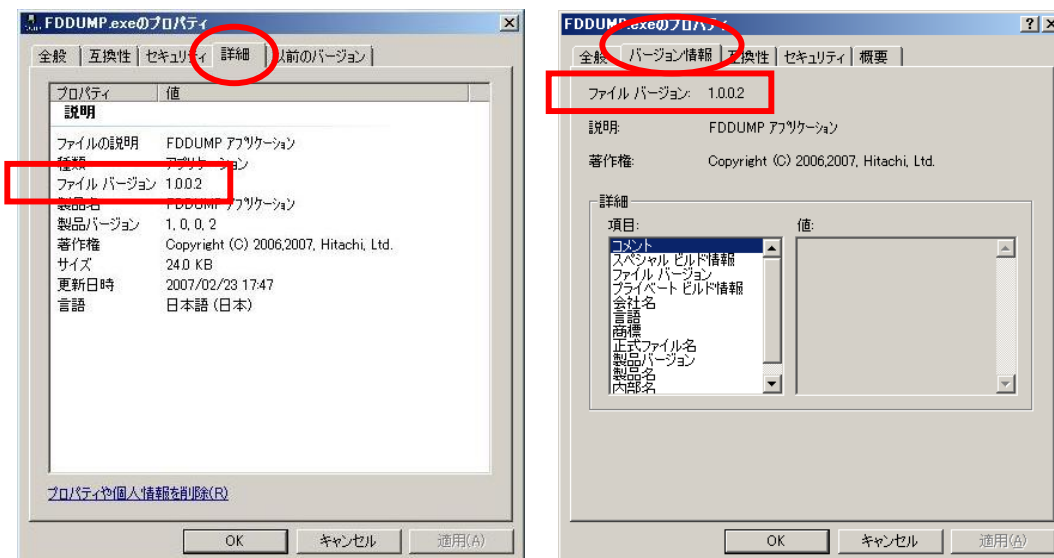 FDDUMP.exeのプロパティ
全般 互換性 セキュリティ 詳細 以前のバージョン
プロパティ 値
説明
ファイルの説明 FDDUMP アプリケーション
種類 アプリケーション
ファイル バージョン 1.0.0.2
製品名 FDDUMP アプリケーション
製品バージョン 1, 0, 0, 2
著作権 Copyright (C) 2006,2007, Hitachi, Ltd.
サイズ 24.0 KB
更新日時 2007/02/23 17:47
言語 日本語 (日本)
プロパティや個人情報を削除(R)
OK キャンセル 適用(A)
FDDUMP.exeのプロパティ
全般 バージョン情報 互換性 セキュリティ 概要
ファイル バージョン: 1.0.0.2
説明: FDDUMP アプリケーション
著作権: Copyright (C) 2006,2007, Hitachi, Ltd.
詳細
項目: 値:
コメント
スペシャル ビルド情報
ファイル バージョン
プライベート ビルド情報
会社名
言語
商標
正式ファイル名
製品バージョン
製品名
内部名
OK キャンセル 適用(A)